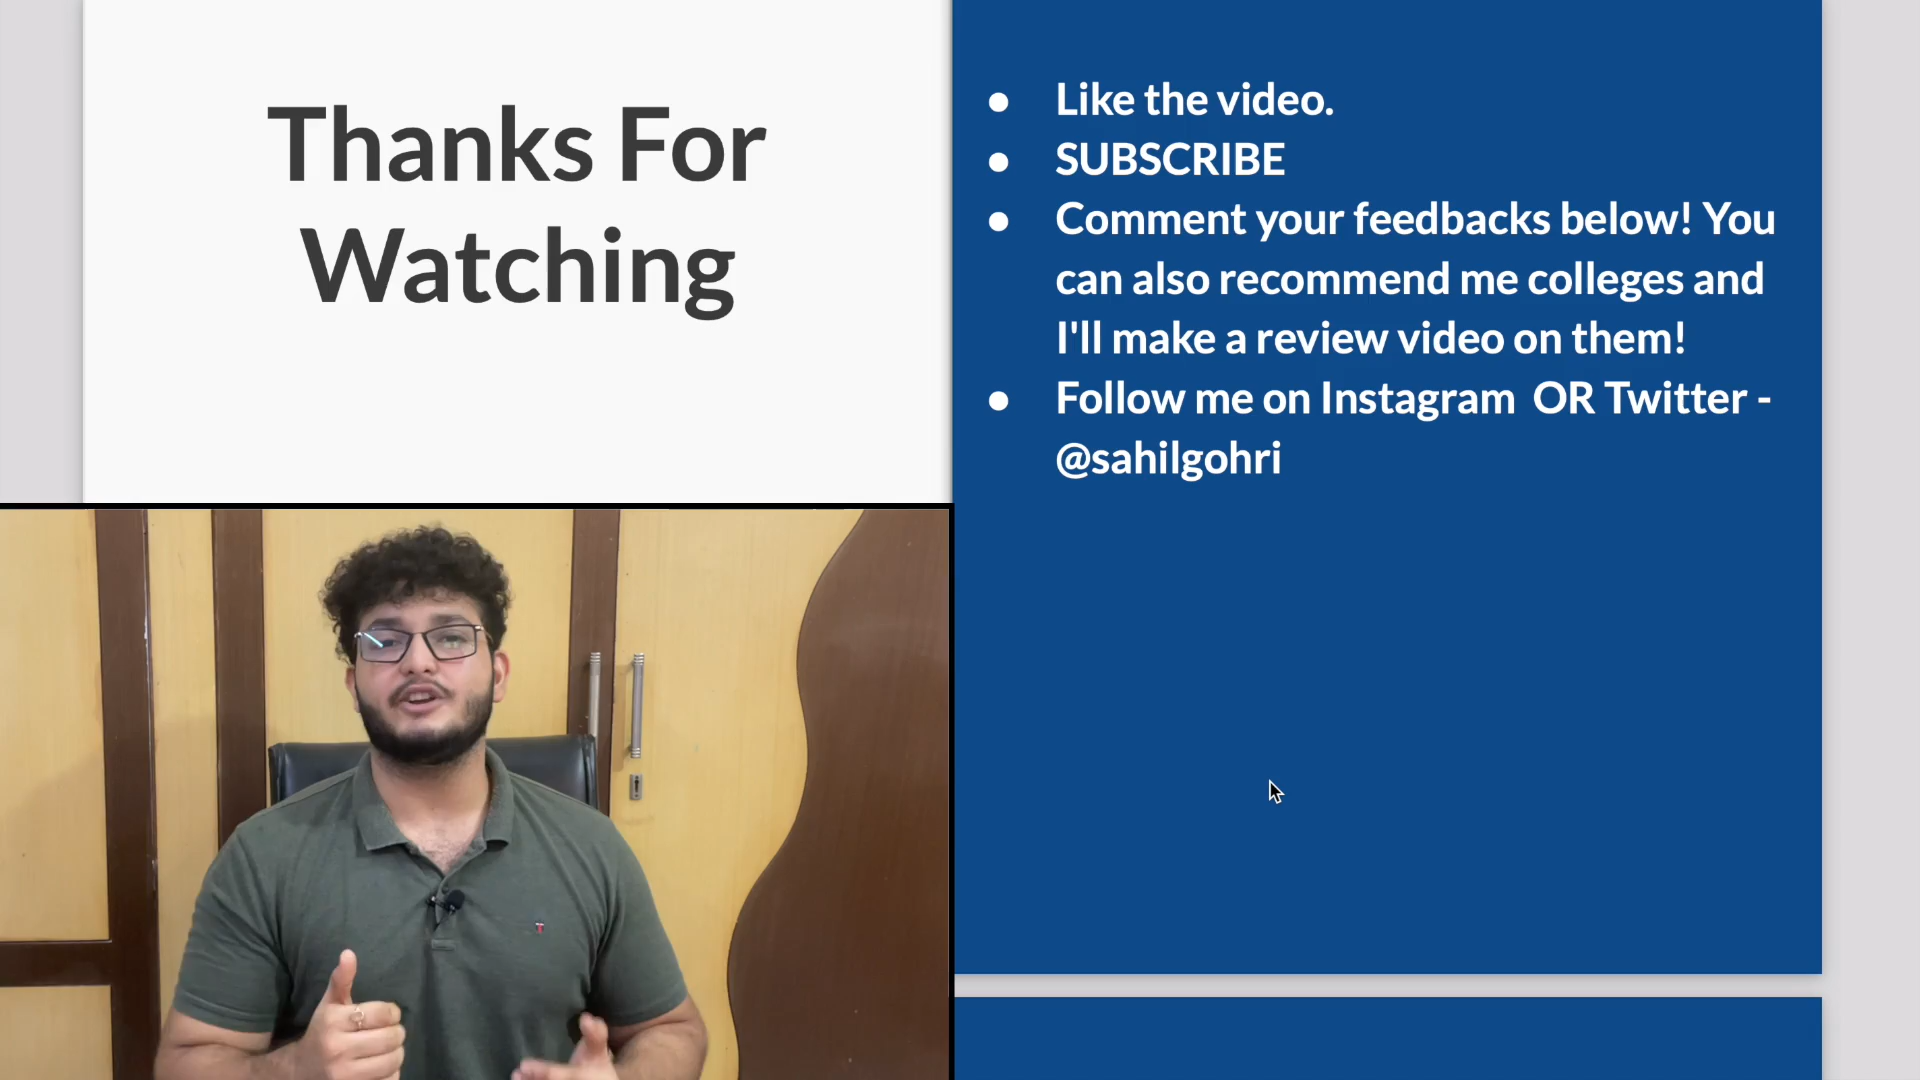 Thanks For
Watching
● Like the video.
● SUBSCRIBE
● Comment your feedbacks below! You
can also recommend me colleges and
I'll make a review video on them!
● Follow me on Instagram  OR Twitter -
@sahilgohri